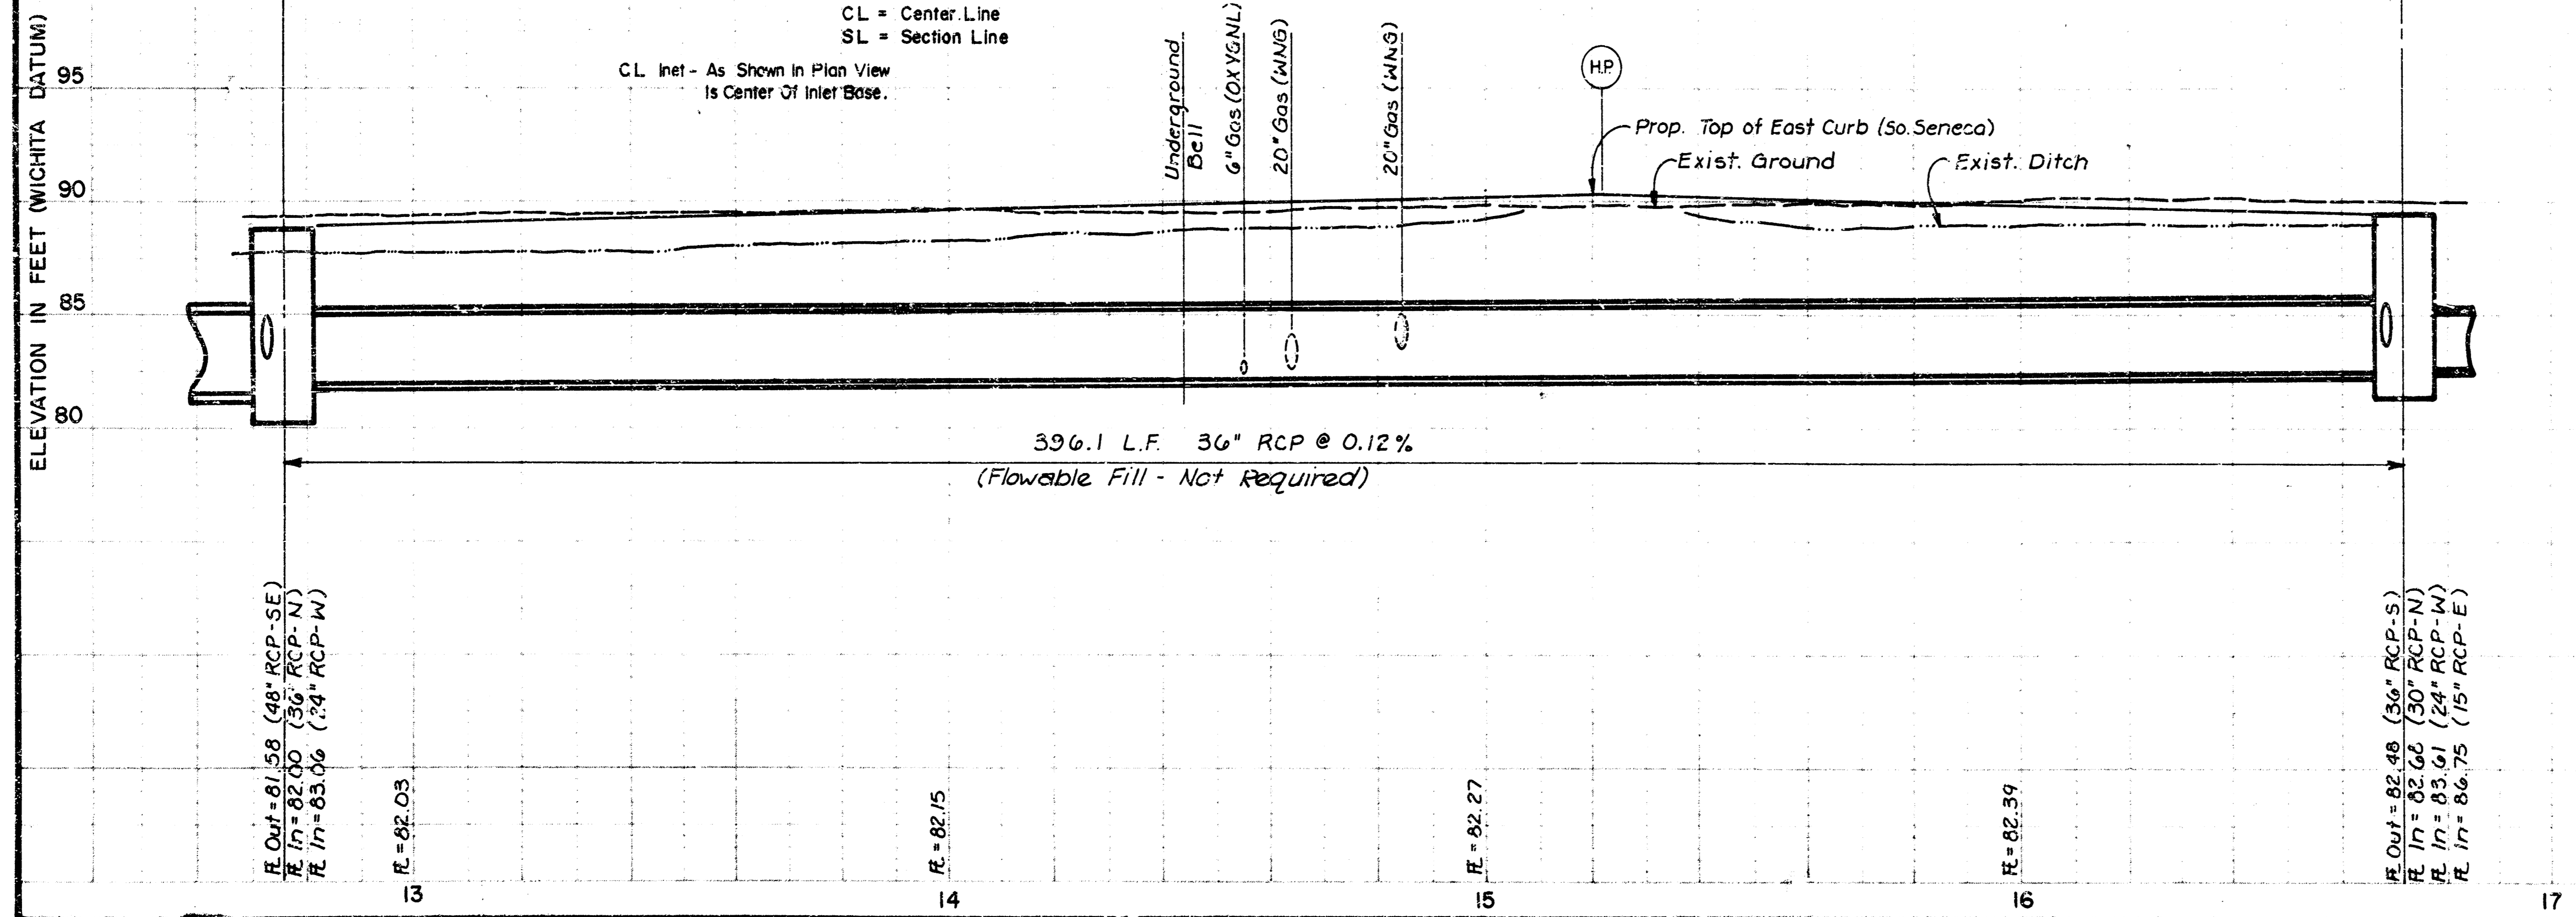 CL = Center Line
SL = Section Line
CL Inet - As Shown In Plan View
Is Center Of Inlet Base.
ELEVATION IN FEET (WICHITA DATUM)
95
90
85
80
Underground
Bell
6" Gas (OXYGNL)
20" Gas (WNG)
20" Gas (WNG)
H.P.
Prop. Top of East Curb (So. Seneca)
Exist. Ground
Exist. Ditch
396.1 L.F. 36" RCP @ 0.12%
(Flowable Fill - Not Required)
FL Out = 81.58 (48" RCP-SE)
FL In = 82.00 (36" RCP-N)
FL In = 83.06 (24" RCP-W)
FL = 82.03
FL = 82.15
FL = 82.27
FL = 82.39
FL Out = 82.48 (36" RCP-S)
FL In = 82.68 (30" RCP-N)
FL In = 83.61 (24" RCP-W)
FL In = 86.75 (15" RCP-E)
13
14
15
16
17